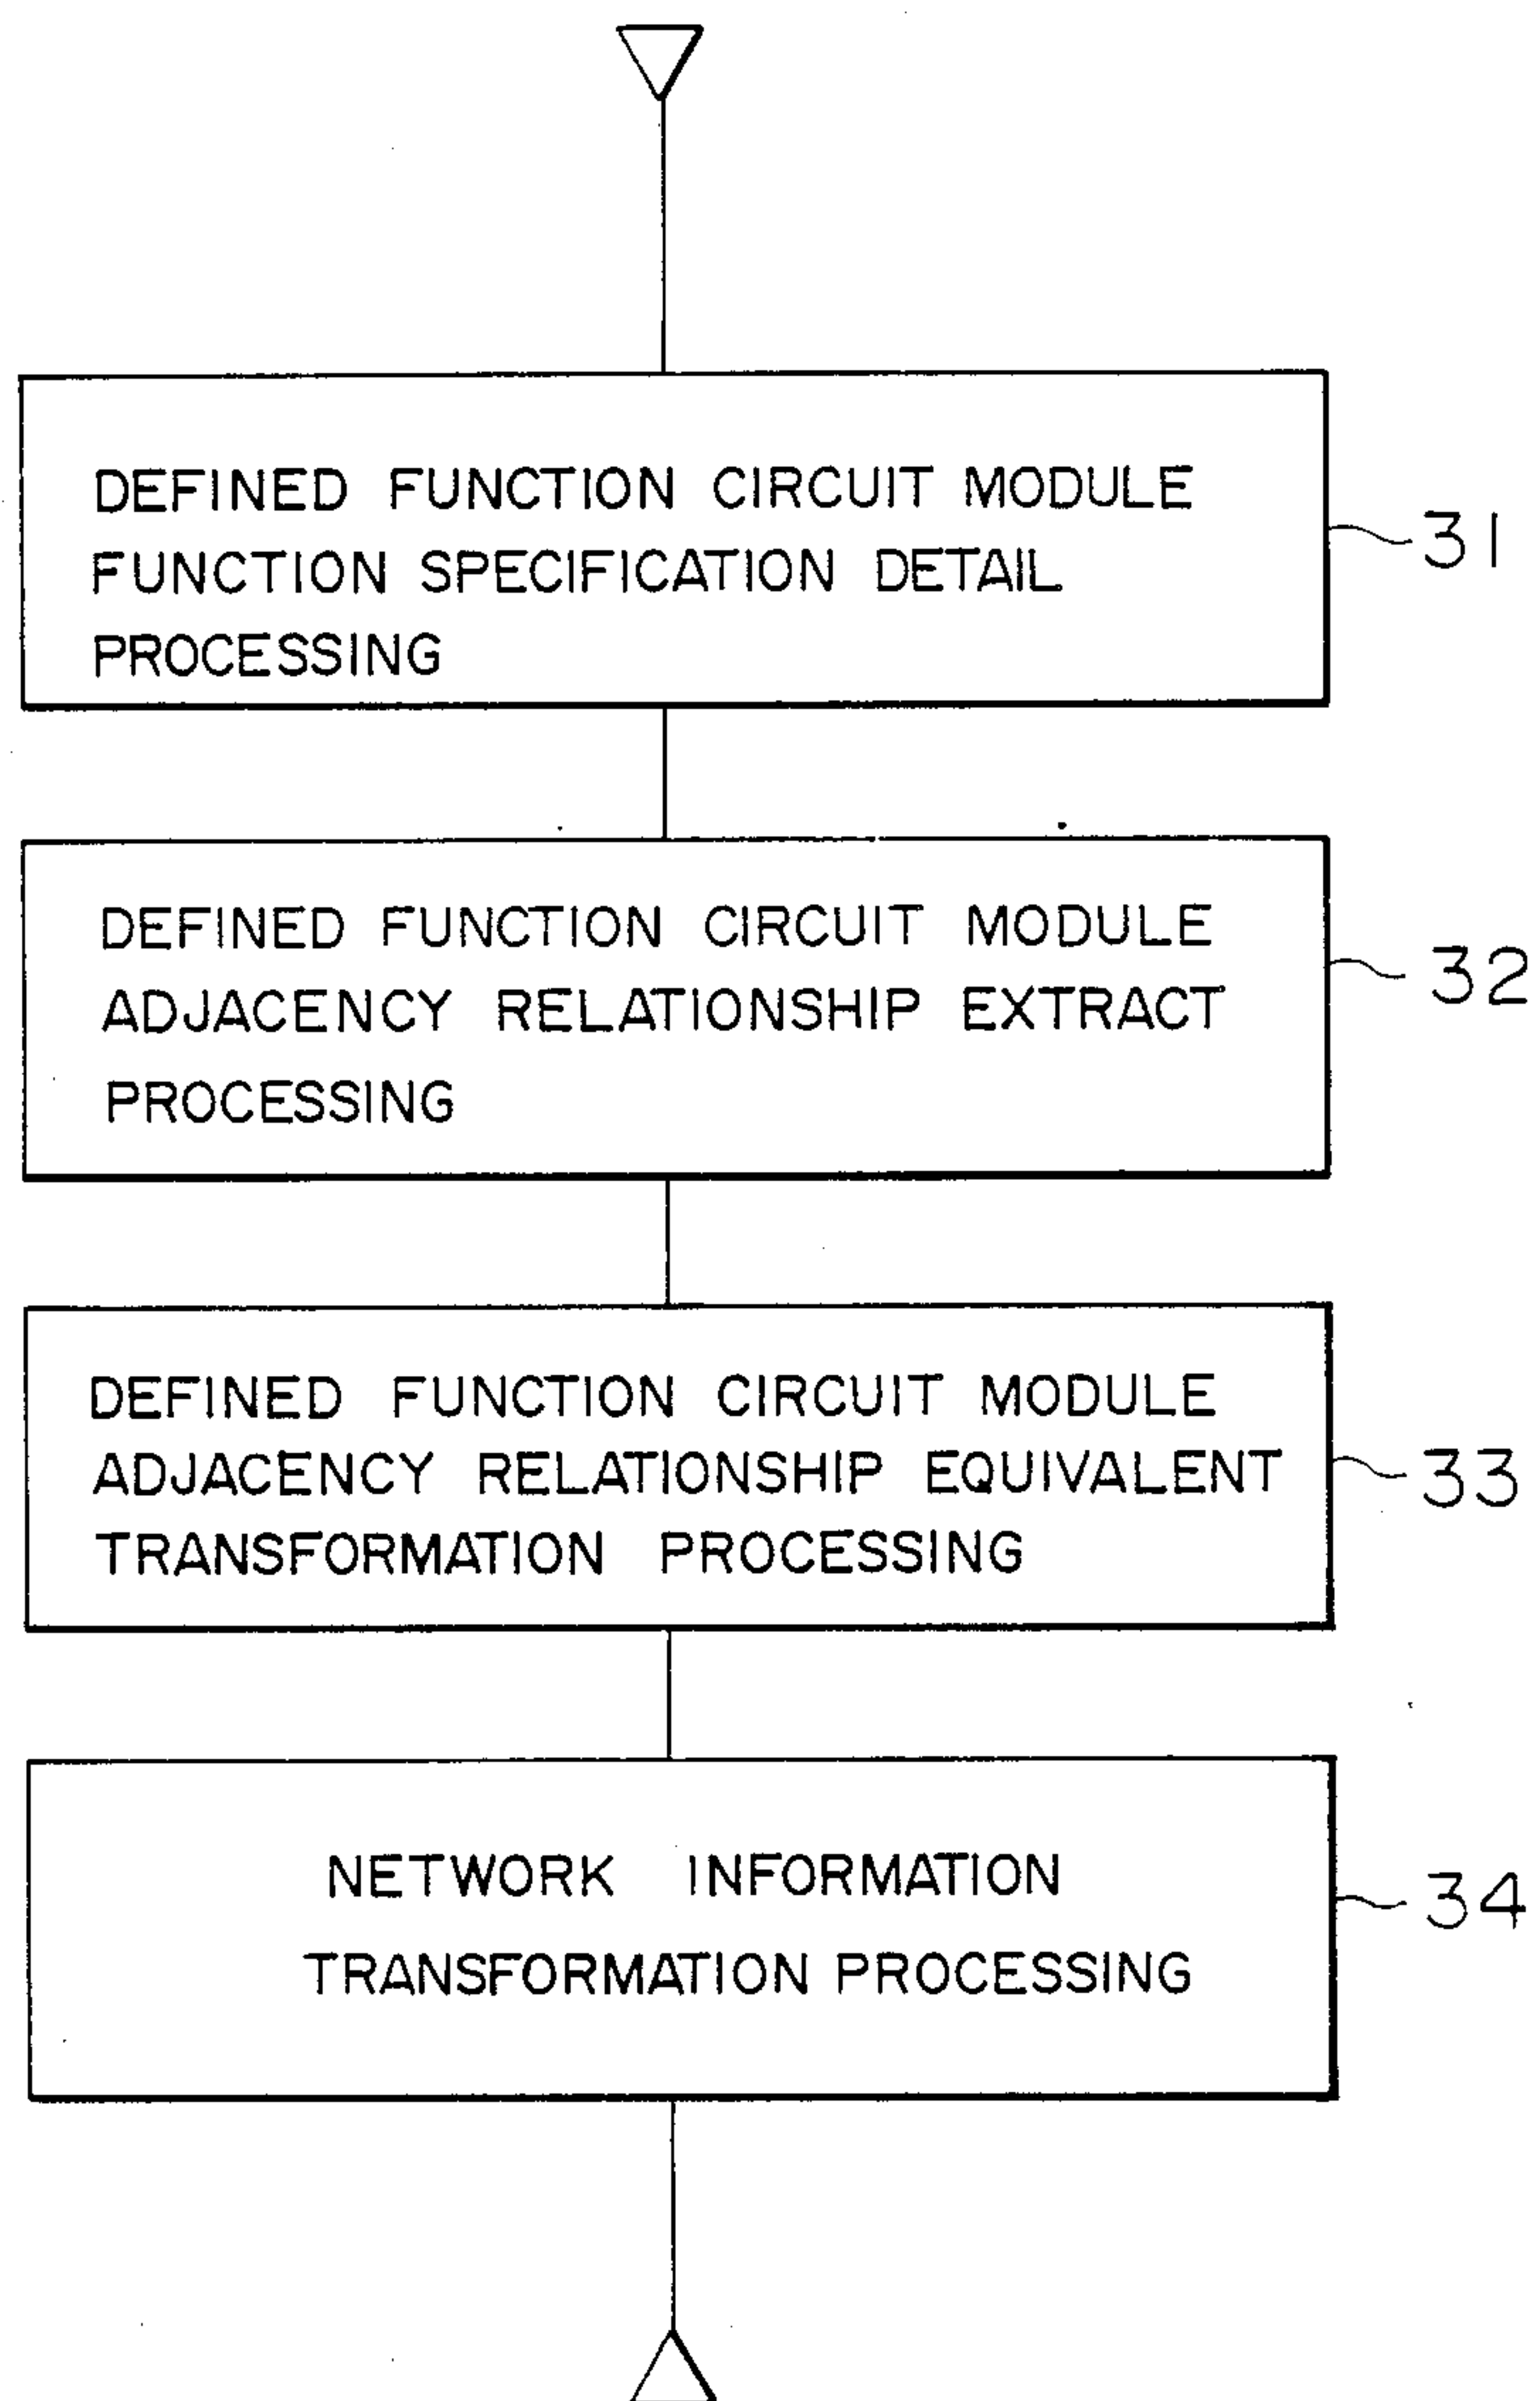 DEFINED FUNCTION CIRCUIT MODULE
FUNCTION SPECIFICATION DETAIL
PROCESSING
31
DEFINED FUNCTION CIRCUIT MODULE
ADJACENCY RELATIONSHIP EXTRACT
PROCESSING
32
DEFINED FUNCTION CIRCUIT MODULE
ADJACENCY RELATIONSHIP EQUIVALENT
TRANSFORMATION PROCESSING
33
NETWORK INFORMATION
TRANSFORMATION PROCESSING
34